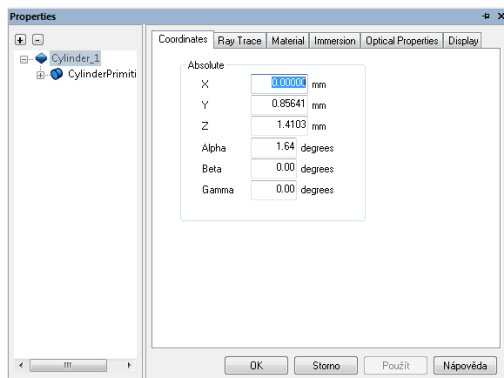 Properties
Coordinates Ray Trace Material Immersion Optical Properties Display
Cylinder_1
CylinderPrimiti
Absolute
X 0.00000 mm
Y 0.85641 mm
Z 1.4103 mm
Alpha 1.64 degrees
Beta 0.00 degrees
Gamma 0.00 degrees
OK Storno Použít Nápověda